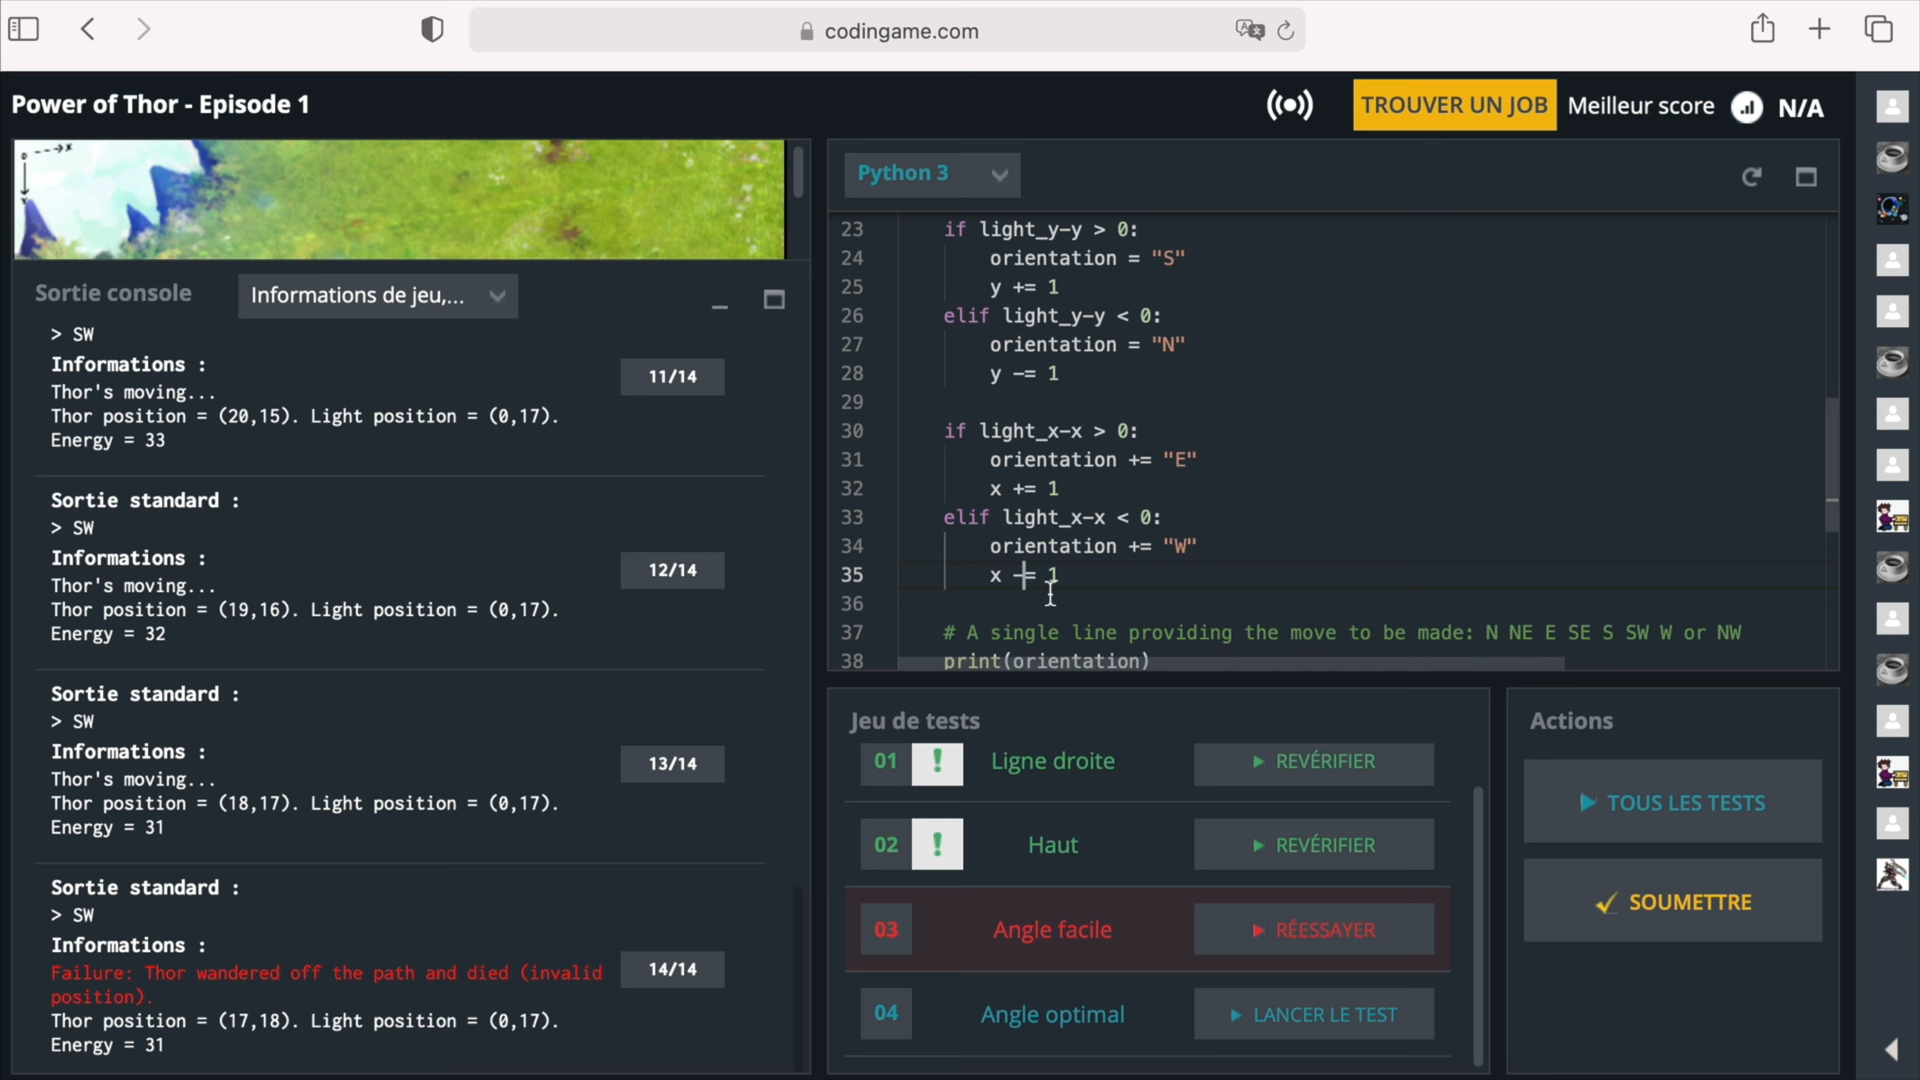 codingame.com
Power of Thor - Episode 1
TROUVER UN JOB
Meilleur score
N/A
x
Y
Sortie console
Informations de jeu,...
> SW
Informations :
Thor's moving...
Thor position = (20,15). Light position = (0,17).
Energy = 33
11/14
Sortie standard :
> SW
Informations :
Thor's moving...
Thor position = (19,16). Light position = (0,17).
Energy = 32
12/14
Sortie standard :
> SW
Informations :
Thor's moving...
Thor position = (18,17). Light position = (0,17).
Energy = 31
13/14
Sortie standard :
> SW
Informations :
Failure: Thor wandered off the path and died (invalid
position).
Thor position = (17,18). Light position = (0,17).
Energy = 31
14/14
Python 3
23 if light_y-y > 0:
24 orientation = "S"
25 y += 1
26 elif light_y-y < 0:
27 orientation = "N"
28 y -= 1
29
30 if light_x-x > 0:
31 orientation += "E"
32 x += 1
33 elif light_x-x < 0:
34 orientation += "W"
35 x -= 1
36
37 # A single line providing the move to be made: N NE E SE S SW W or NW
38 print(orientation)
Jeu de tests
01 ! Ligne droite REVÉRIFIER
02 ! Haut REVÉRIFIER
03 Angle facile RÉESSAYER
04 Angle optimal LANCER LE TEST
Actions
TOUS LES TESTS
SOUMETTRE